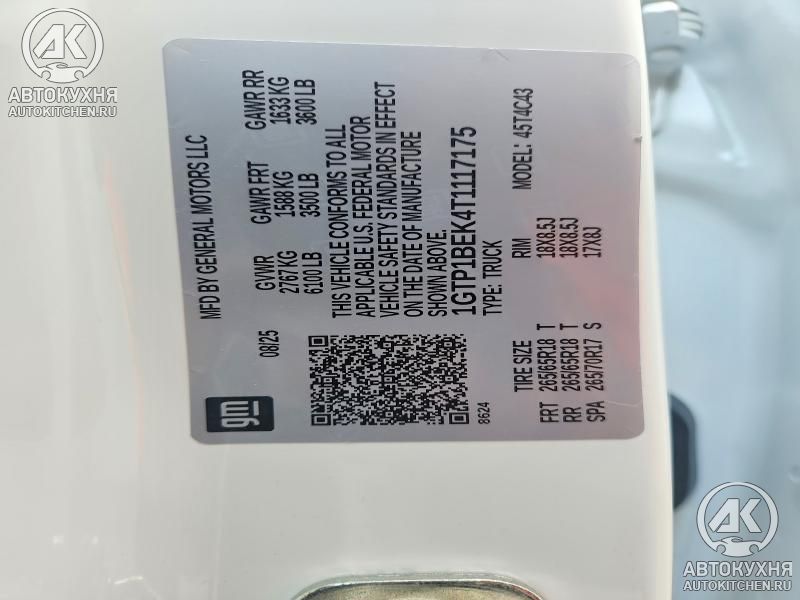 АК
АВТОКУХНЯ
AUTOKITCHEN.RU
MFD BY GENERAL MOTORS LLC
08/25
GVWR GAWR FRT GAWR RR
2767 KG 1588 KG 1633 KG
6100 LB 3500 LB 3600 LB
THIS VEHICLE CONFORMS TO ALL
APPLICABLE U.S. FEDERAL MOTOR
VEHICLE SAFETY STANDARDS IN EFFECT
ON THE DATE OF MANUFACTURE
SHOWN ABOVE.
1GTP1BEK4T1117175
TYPE: TRUCK MODEL: 45T4C43
gm
8624
TIRE SIZE RIM
FRT 265/65R18 T 18X8.5J
RR 265/65R18 T 18X8.5J
SPA 265/70R17 S 17X8J
АК
АВТОКУХНЯ
AUTOKITCHEN.RU